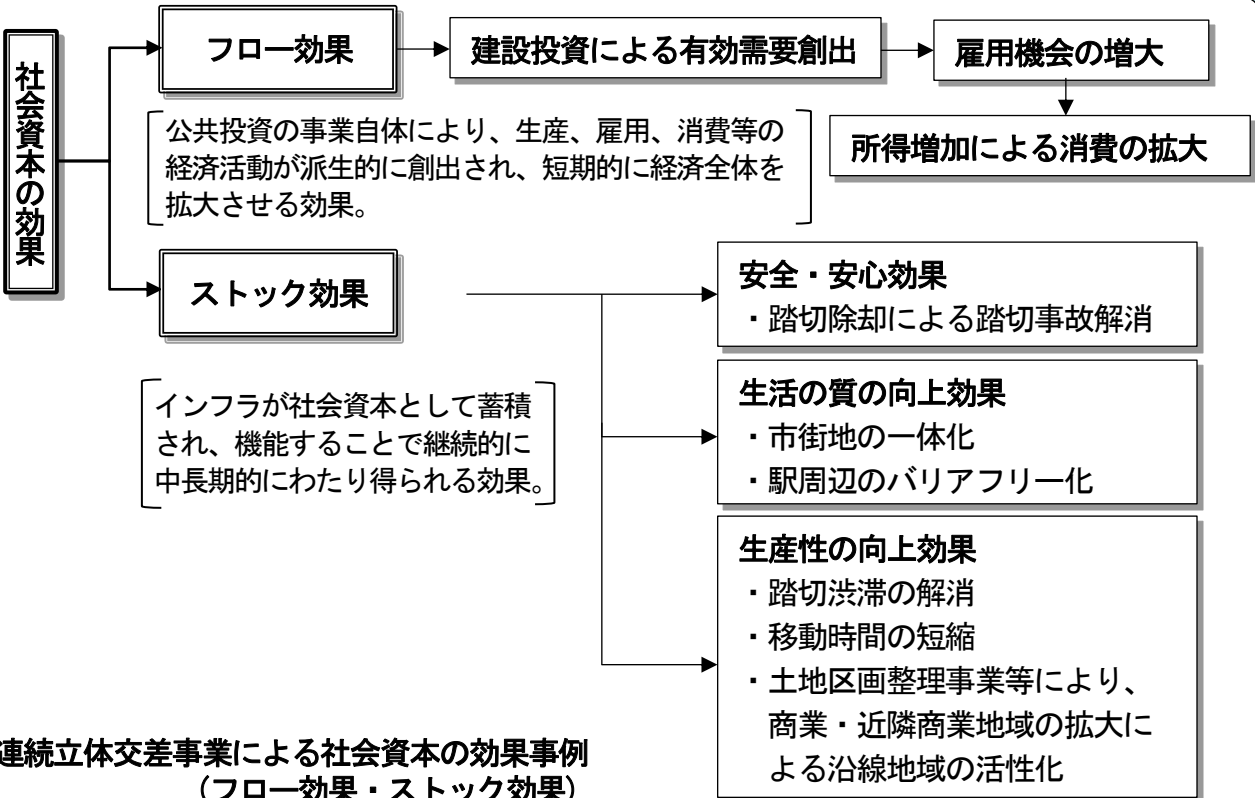 社会資本の効果
フロー効果
建設投資による有効需要創出
雇用機会の増大
所得増加による消費の拡大
公共投資の事業自体により、生産、雇用、消費等の
経済活動が派生的に創出され、短期的に経済全体を
拡大させる効果。
ストック効果
インフラが社会資本として蓄積
され、機能することで継続的に
中長期的にわたり得られる効果。
安全・安心効果
・踏切除却による踏切事故解消
生活の質の向上効果
・市街地の一体化
・駅周辺のバリアフリー化
生産性の向上効果
・踏切渋滞の解消
・移動時間の短縮
・土地区画整理事業等により、
商業・近隣商業地域の拡大に
よる沿線地域の活性化
連続立体交差事業による社会資本の効果事例
（フロー効果・ストック効果）